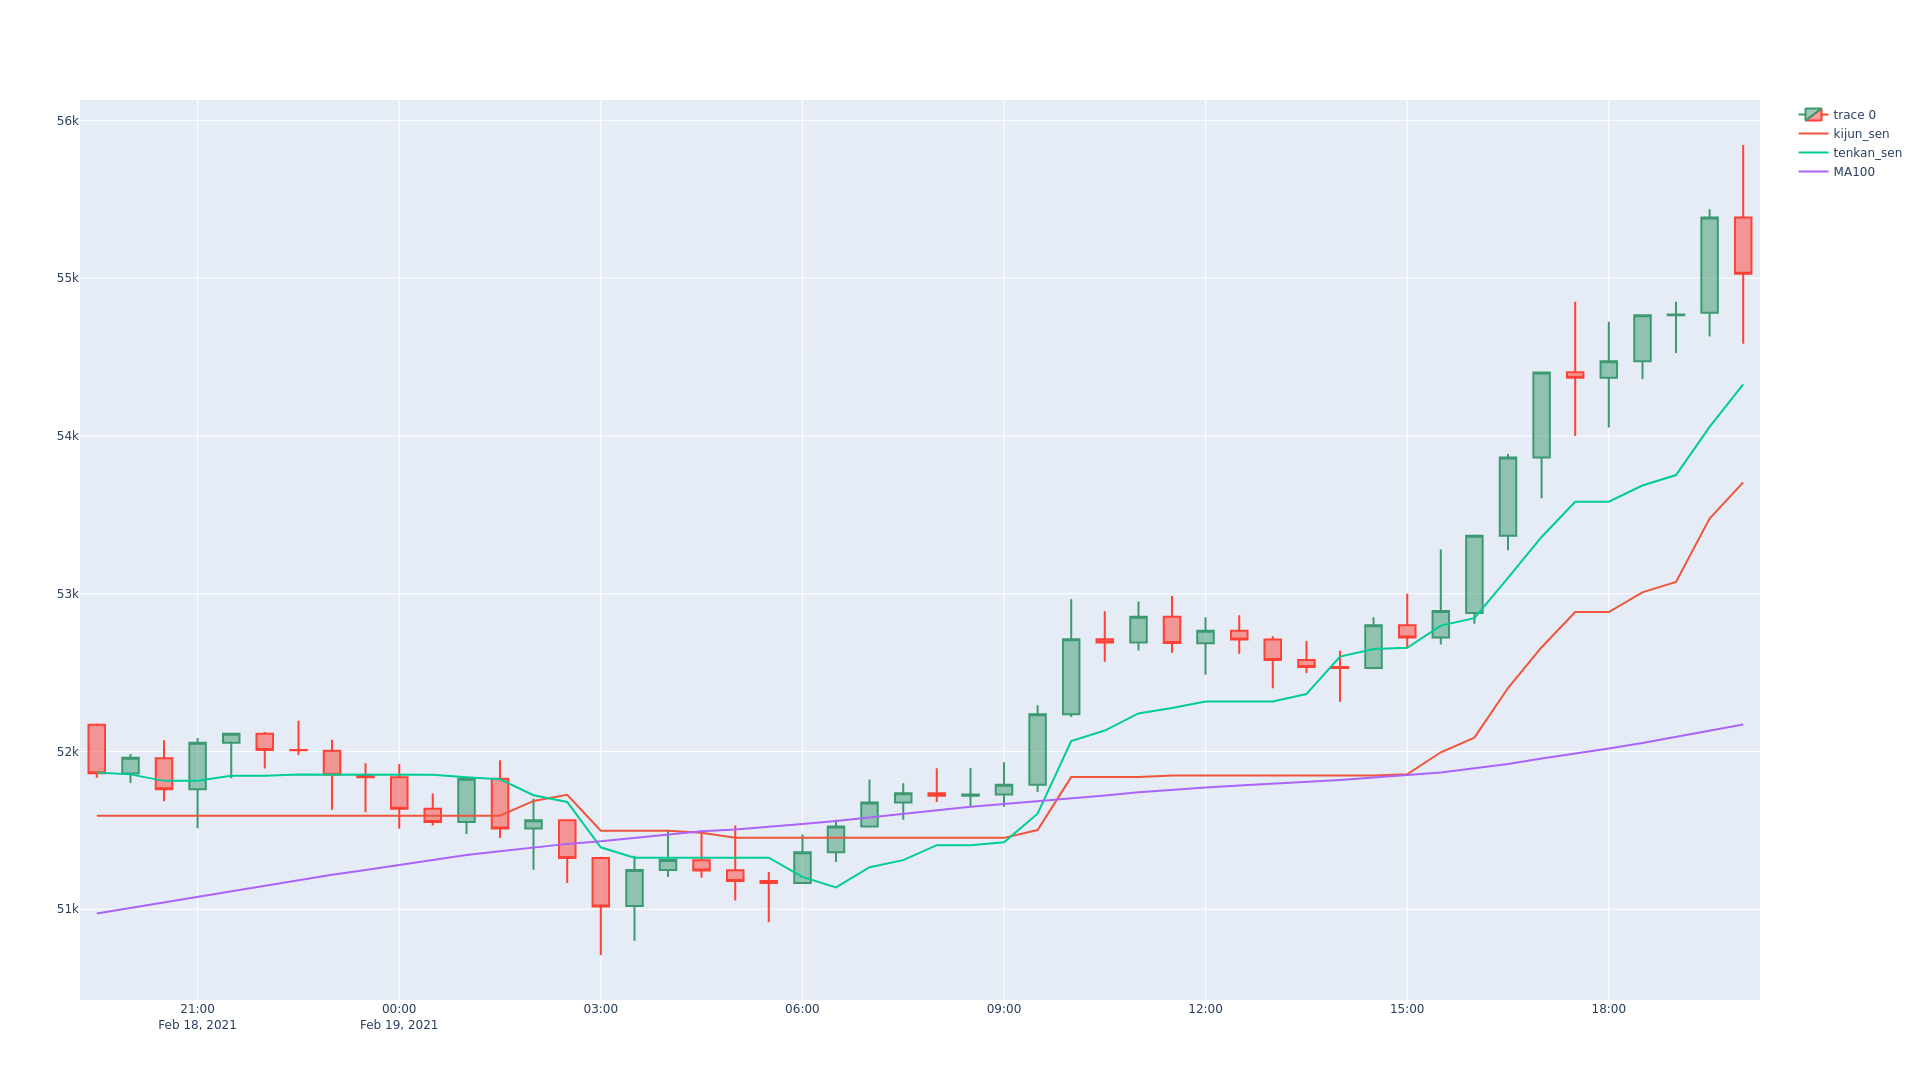 56k
55k
54k
53k
52k
51k
21:00
Feb 18, 2021
00:00
Feb 19, 2021
03:00
06:00
09:00
12:00
15:00
18:00
trace 0
kijun_sen
tenkan_sen
MA100